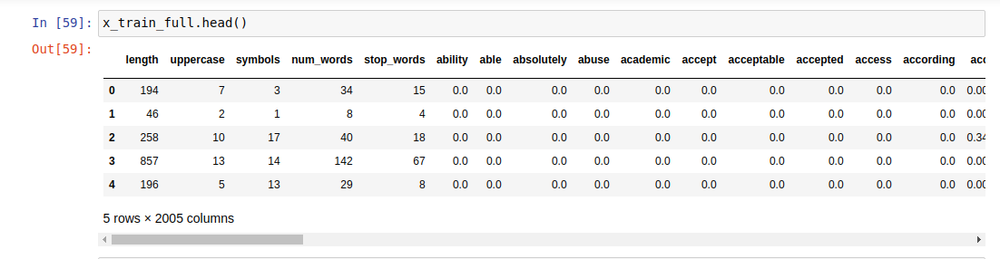 In [59]: x_train_full.head()
Out[59]:
length uppercase symbols num_words stop_words ability able absolutely abuse academic accept acceptable accepted access according acc
0 194 7 3 34 15 0.0 0.0 0.0 0.0 0.0 0.0 0.0 0.0 0.0 0.0 0.00
1 46 2 1 8 4 0.0 0.0 0.0 0.0 0.0 0.0 0.0 0.0 0.0 0.0 0.00
2 258 10 17 40 18 0.0 0.0 0.0 0.0 0.0 0.0 0.0 0.0 0.0 0.0 0.34
3 857 13 14 142 67 0.0 0.0 0.0 0.0 0.0 0.0 0.0 0.0 0.0 0.0 0.00
4 196 5 13 29 8 0.0 0.0 0.0 0.0 0.0 0.0 0.0 0.0 0.0 0.0 0.00
5 rows × 2005 columns